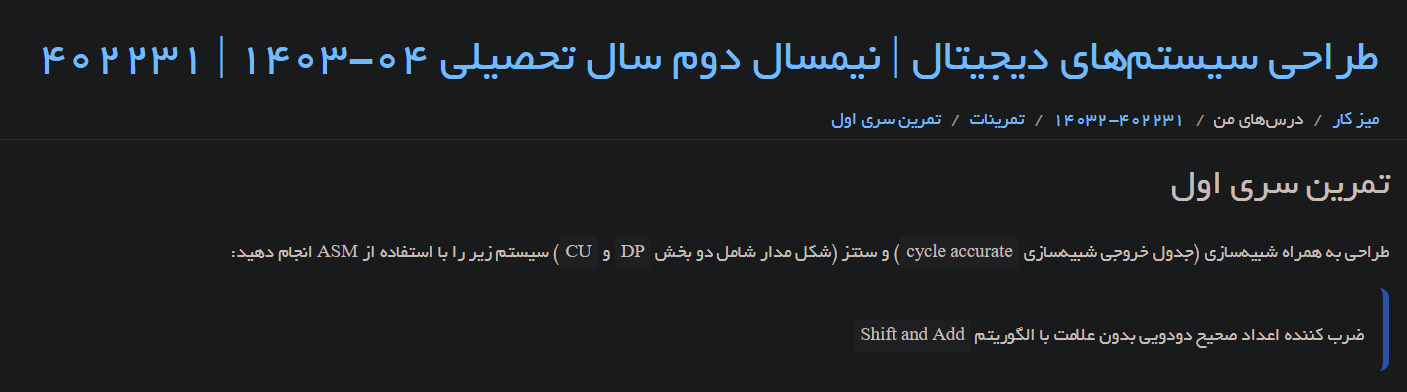 طراحی سیستم‌های دیجیتال | نیمسال دوم سال تحصیلی ۰۴-۱۴۰۳ | ۴۰۲۲۳۱
میز کار / درس‌های من / ۱۴۰۳۲-۴۰۲۲۳۱ / تمرینات / تمرین سری اول
تمرین سری اول
طراحی به همراه شبیه‌سازی (جدول خروجی شبیه‌سازی cycle accurate) و سنتز (شکل مدار شامل دو بخش DP و CU) سیستم زیر را با استفاده از ASM انجام دهید:
ضرب کننده اعداد صحیح دودویی بدون علامت با الگوریتم Shift and Add